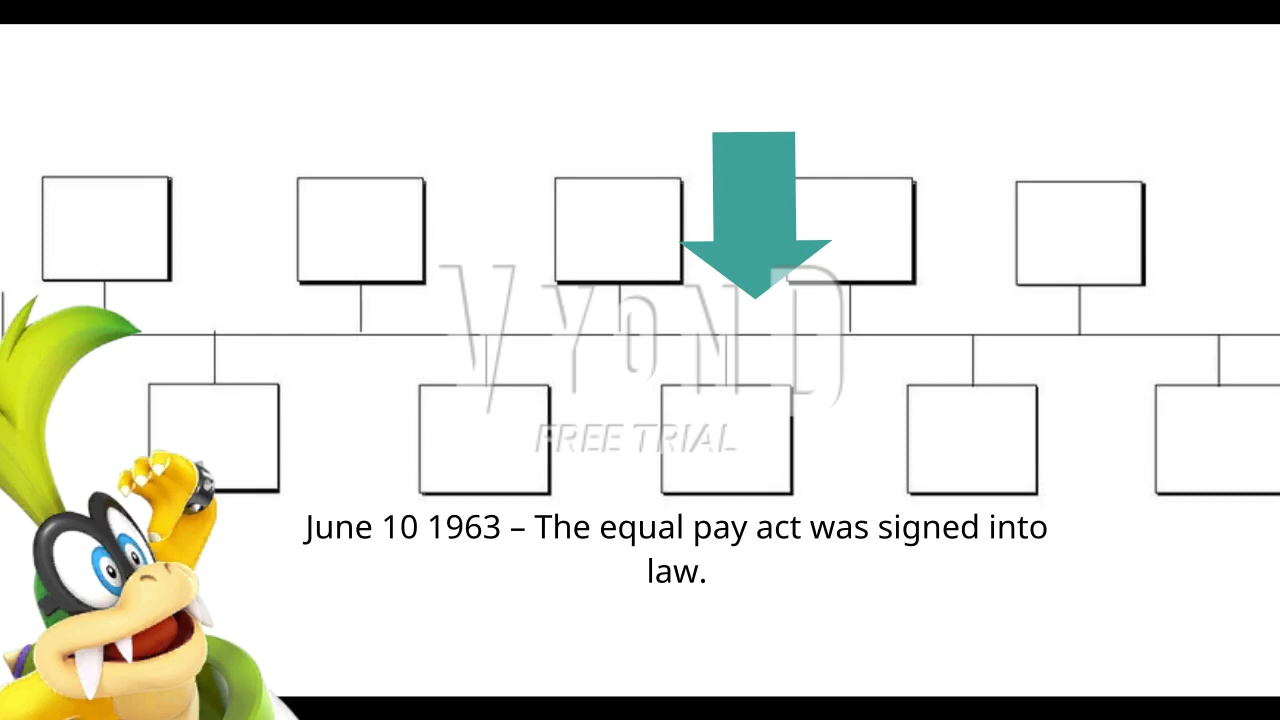 VYOND
FREE TRIAL
June 10 1963 – The equal pay act was signed into
law.